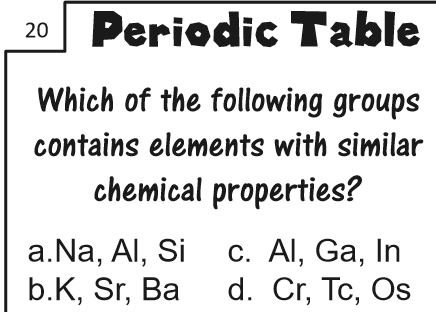 20 Periodic Table
Which of the following groups
contains elements with similar
chemical properties?
a.Na, Al, Si c. Al, Ga, In
b.K, Sr, Ba d. Cr, Tc, Os